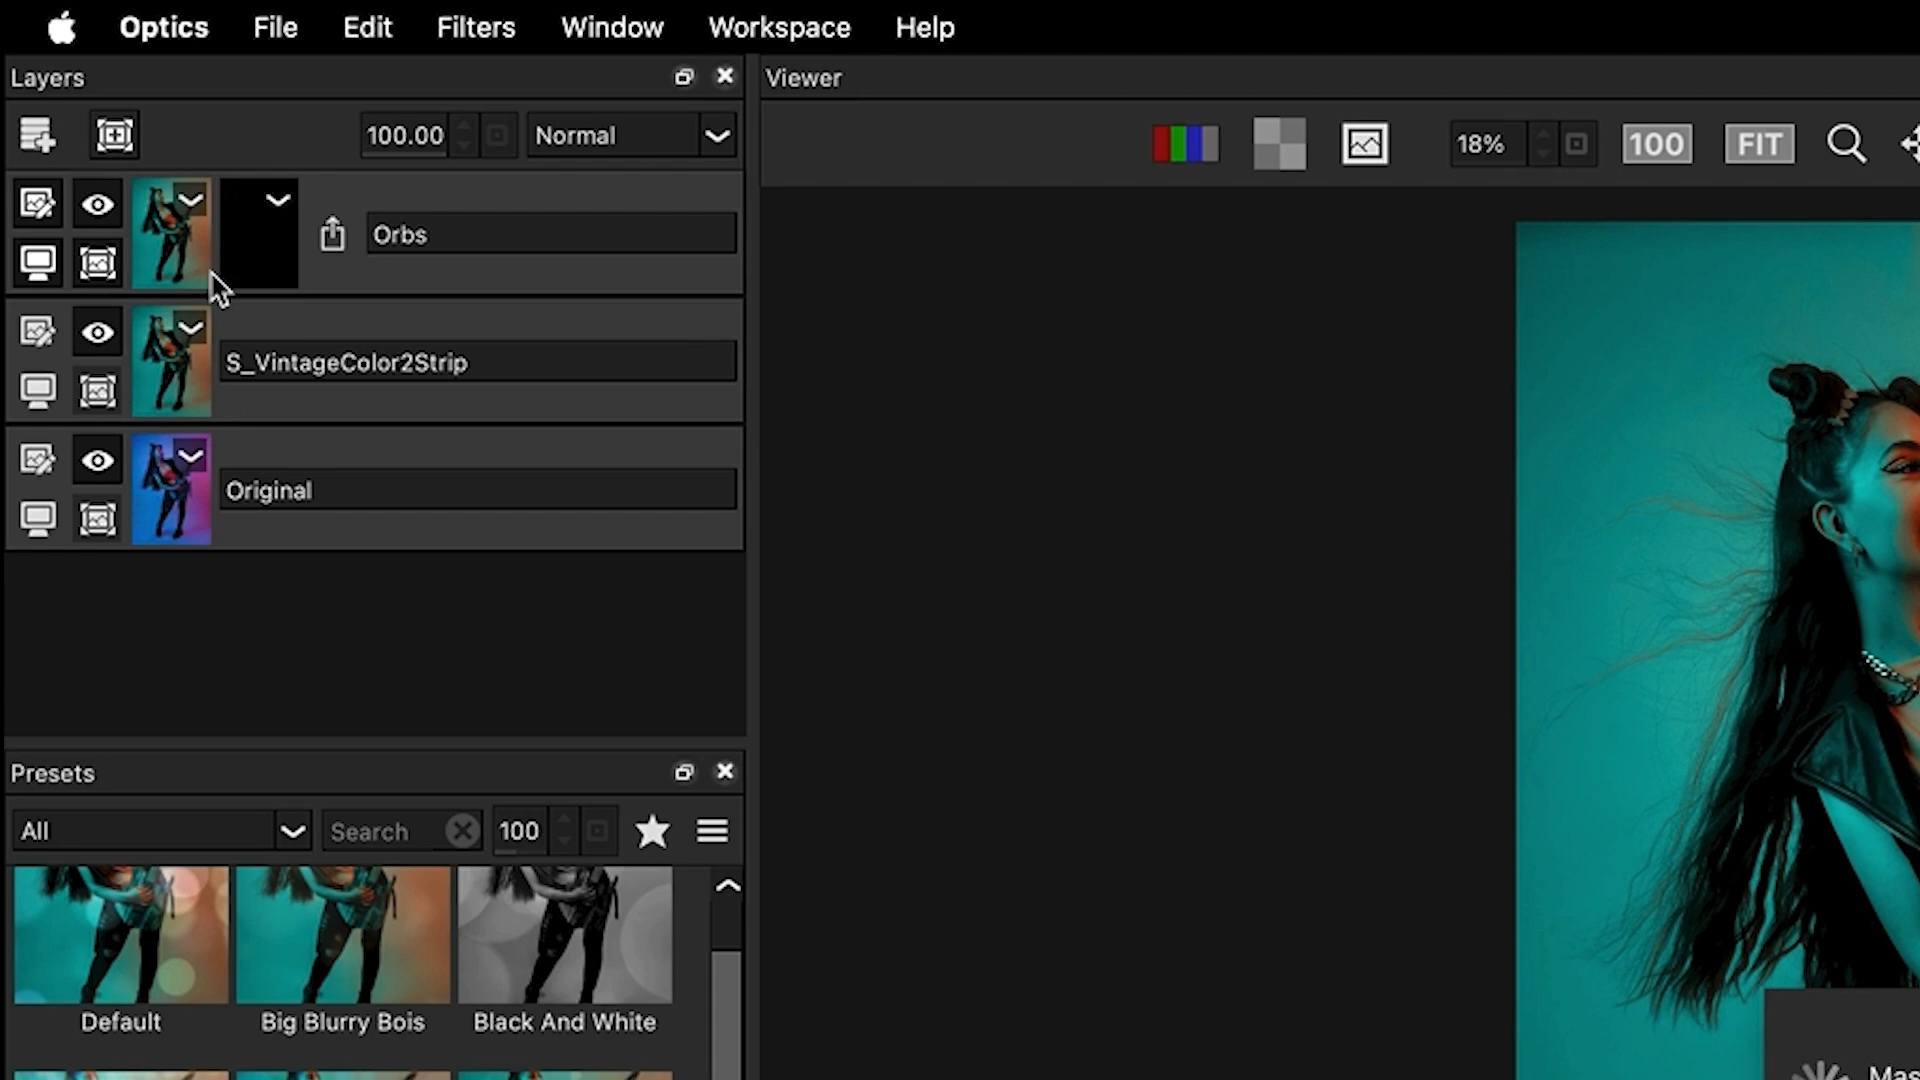 Optics File Edit Filters Window Workspace Help
Layers
Viewer
100.00 Normal
18% 100 FIT
Orbs
S_VintageColor2Strip
Original
Presets
All Search 100
Default Big Blurry Bois Black And White